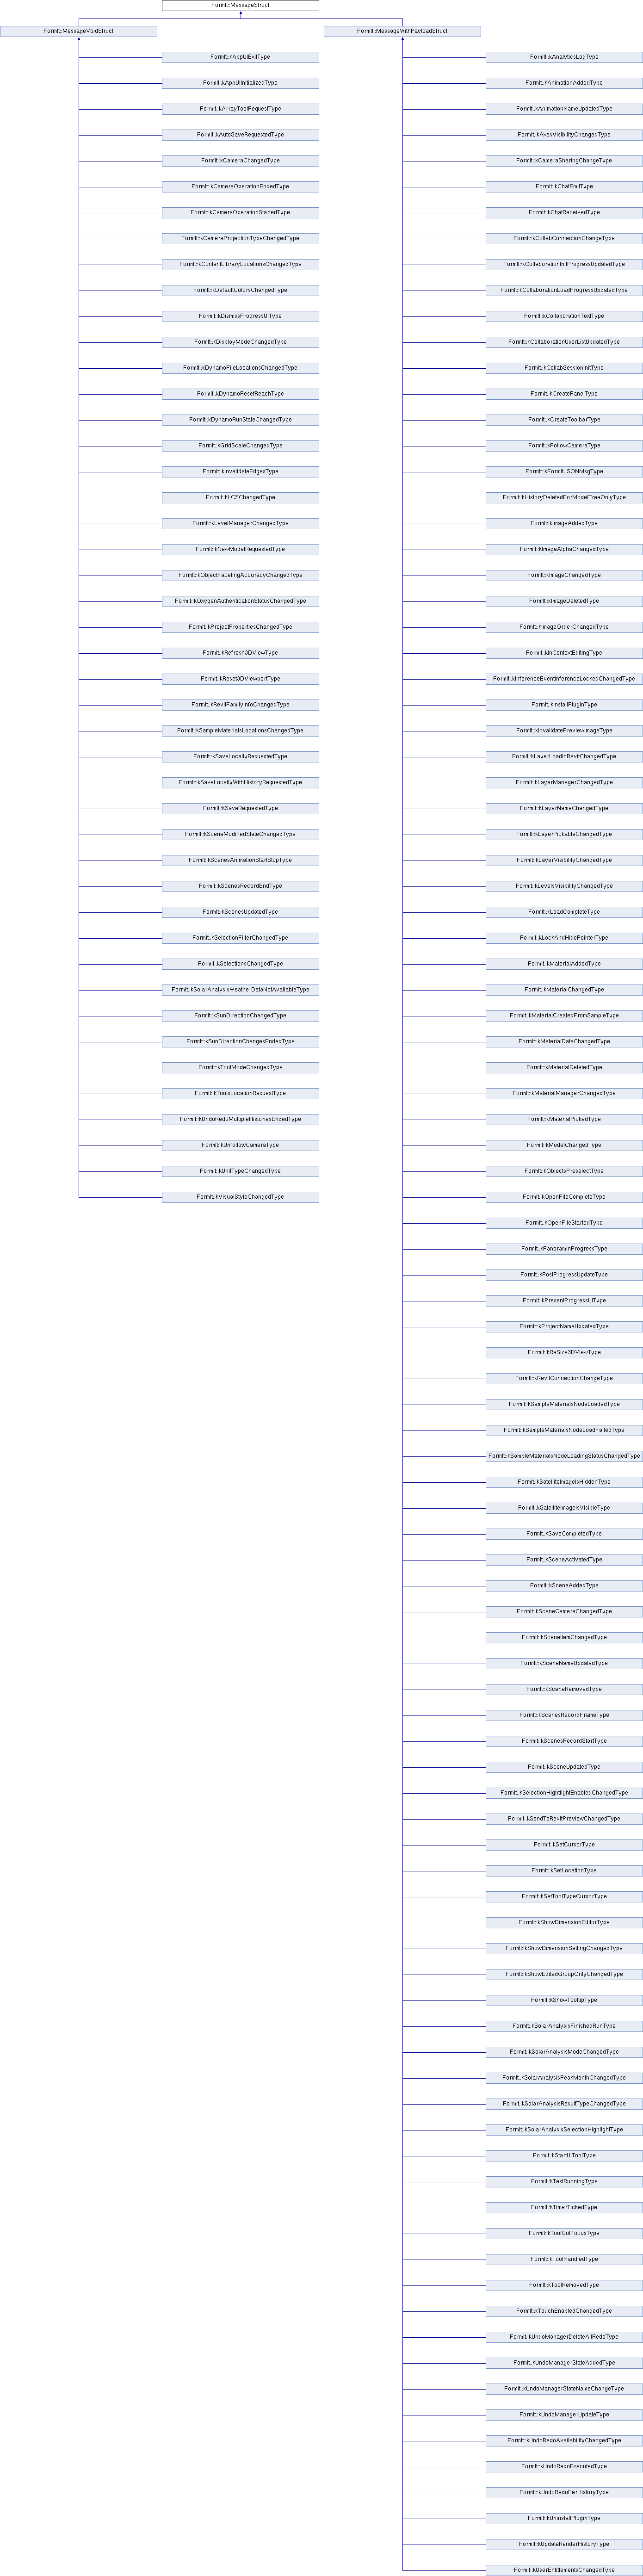 FormIt::MessageStruct
FormIt::MessageVoidStruct
FormIt::MessageWithPayloadStruct
FormIt::kAppUIExitType
FormIt::kAppUIInitializedType
FormIt::kArrayToolRequestType
FormIt::kAutoSaveRequestedType
FormIt::kCameraChangedType
FormIt::kCameraOperationEndedType
FormIt::kCameraOperationStartedType
FormIt::kCameraProjectionTypeChangedType
FormIt::kContentLibraryLocationsChangedType
FormIt::kDefaultColorsChangedType
FormIt::kDismissProgressUIType
FormIt::kDisplayModeChangedType
FormIt::kDynamoFileLocationsChangedType
FormIt::kDynamoResetReachType
FormIt::kDynamoRunStateChangedType
FormIt::kGridScaleChangedType
FormIt::kInvalidateEdgesType
FormIt::kLCSChangedType
FormIt::kLevelManagerChangedType
FormIt::kNewModelRequestedType
FormIt::kObjectFacetingAccuracyChangedType
FormIt::kOxygenAuthenticationStatusChangedType
FormIt::kProjectPropertiesChangedType
FormIt::kRefresh3DViewType
FormIt::kReset3DViewportType
FormIt::kRevitFamilyInfoChangedType
FormIt::kSampleMaterialsLocationsChangedType
FormIt::kSaveLocallyRequestedType
FormIt::kSaveLocallyWithHistoryRequestedType
FormIt::kSaveRequestedType
FormIt::kSceneModifiedStateChangedType
FormIt::kScenesAnimationStartStopType
FormIt::kScenesRecordEndType
FormIt::kScenesUpdatedType
FormIt::kSelectionFilterChangedType
FormIt::kSelectionsChangedType
FormIt::kSolarAnalysisWeatherDataNotAvailableType
FormIt::kSunDirectionChangedType
FormIt::kSunDirectionChangesEndedType
FormIt::kToolModeChangedType
FormIt::kToolsLocationRequestType
FormIt::kUndoRedoMultipleHistoriesEndedType
FormIt::kUnfollowCameraType
FormIt::kUnitTypeChangedType
FormIt::kVisualStyleChangedType
FormIt::kAnalyticsLogType
FormIt::kAnimationAddedType
FormIt::kAnimationNameUpdatedType
FormIt::kAxesVisibilityChangedType
FormIt::kCameraSharingChangeType
FormIt::kChatEmitType
FormIt::kChatReceivedType
FormIt::kCollabConnectionChangeType
FormIt::kCollaborationInitProgressUpdatedType
FormIt::kCollaborationLoadProgressUpdatedType
FormIt::kCollaborationTextType
FormIt::kCollaborationUserListUpdatedType
FormIt::kCollabSessionInitType
FormIt::kCreatePanelType
FormIt::kCreateToolbarType
FormIt::kFollowCameraType
FormIt::kFormItJSONMsgType
FormIt::kHistoryDeletedForModelTreeOnlyType
FormIt::kImageAddedType
FormIt::kImageAlphaChangedType
FormIt::kImageChangedType
FormIt::kImageDeletedType
FormIt::kImageOrderChangedType
FormIt::kInContextEditingType
FormIt::kInferenceEventInferenceLockedChangedType
FormIt::kInstallPluginType
FormIt::kInvalidatePreviewImageType
FormIt::kLayerLoadInRevitChangedType
FormIt::kLayerManagerChangedType
FormIt::kLayerNameChangedType
FormIt::kLayerPickableChangedType
FormIt::kLayerVisibilityChangedType
FormIt::kLevelsVisibilityChangedType
FormIt::kLoadCompleteType
FormIt::kLockAndHidePointerType
FormIt::kMaterialAddedType
FormIt::kMaterialChangedType
FormIt::kMaterialCreatedFromSampleType
FormIt::kMaterialDataChangedType
FormIt::kMaterialDeletedType
FormIt::kMaterialManagerChangedType
FormIt::kMaterialPickedType
FormIt::kModelChangedType
FormIt::kObjectsPreselectType
FormIt::kOpenFileCompleteType
FormIt::kOpenFileStartedType
FormIt::kPanoramInProgressType
FormIt::kPostProgressUpdateType
FormIt::kPresentProgressUIType
FormIt::kProjectNameUpdatedType
FormIt::kReSize3DViewType
FormIt::kRevitConnectionChangeType
FormIt::kSampleMaterialsNodeLoadedType
FormIt::kSampleMaterialsNodeLoadFailedType
FormIt::kSampleMaterialsNodeLoadingStatusChangedType
FormIt::kSatelliteImageIsHiddenType
FormIt::kSatelliteImageIsVisibleType
FormIt::kSaveCompletedType
FormIt::kSceneActivatedType
FormIt::kSceneAddedType
FormIt::kSceneCameraChangedType
FormIt::kSceneItemChangedType
FormIt::kSceneNameUpdatedType
FormIt::kSceneRemovedType
FormIt::kScenesRecordFrameType
FormIt::kScenesRecordStartType
FormIt::kSceneUpdatedType
FormIt::kSelectionHightlightEnabledChangedType
FormIt::kSendToRevitPreviewChangedType
FormIt::kSetCursorType
FormIt::kSetLocationType
FormIt::kSetToolTypeCursorType
FormIt::kShowDimensionEditorType
FormIt::kShowDimensionSettingChangedType
FormIt::kShowEditedGroupOnlyChangedType
FormIt::kShowTooltipType
FormIt::kSolarAnalysisFinishedRunType
FormIt::kSolarAnalysisModeChangedType
FormIt::kSolarAnalysisPeakMonthChangedType
FormIt::kSolarAnalysisResultTypeChangedType
FormIt::kSolarAnalysisSelectionHighlightType
FormIt::kStartUIToolType
FormIt::kTestRunningType
FormIt::kTimerTickedType
FormIt::kToolGotFocusType
FormIt::kToolHandledType
FormIt::kToolRemovedType
FormIt::kTouchEnabledChangedType
FormIt::kUndoManagerDeleteAllRedoType
FormIt::kUndoManagerStateAddedType
FormIt::kUndoManagerStateNameChangeType
FormIt::kUndoManagerUpdateType
FormIt::kUndoRedoAvailabilityChangedType
FormIt::kUndoRedoExecutedType
FormIt::kUndoRedoPerHistoryType
FormIt::kUninstallPluginType
FormIt::kUpdateRenderHistoryType
FormIt::kUserEntitlementsChangedType